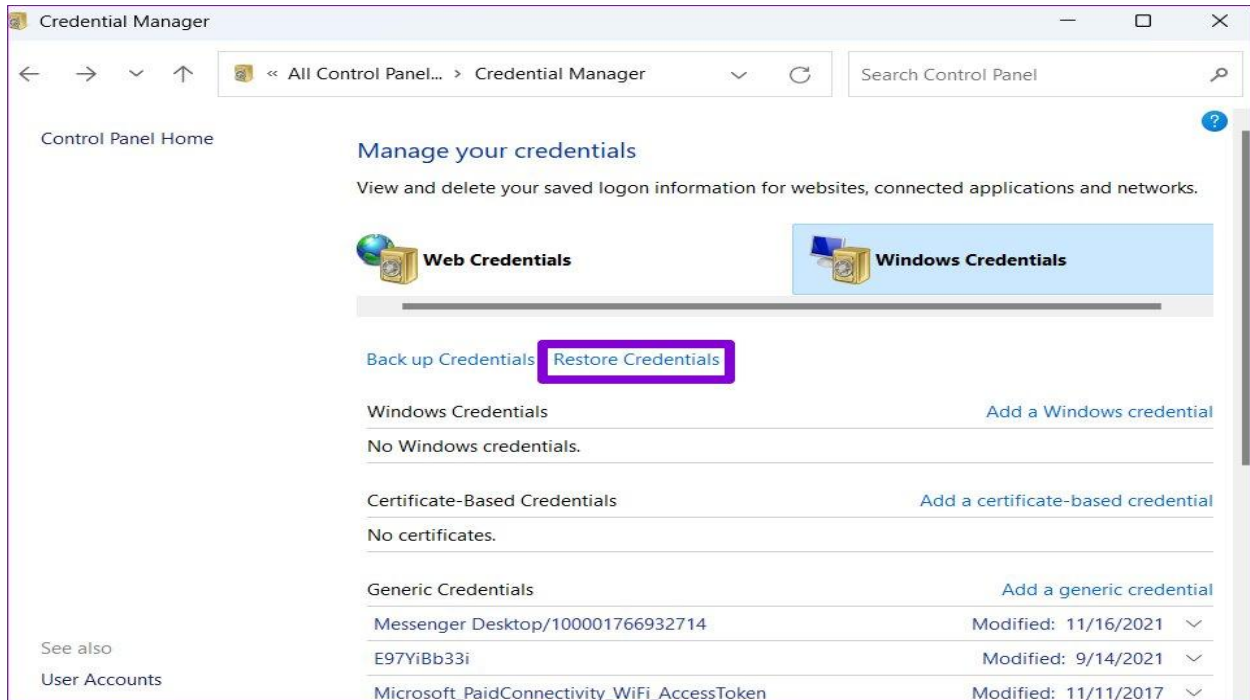 Credential Manager
« All Control Panel... > Credential Manager
Search Control Panel
Control Panel Home
Manage your credentials
View and delete your saved logon information for websites, connected applications and networks.
Web Credentials
Windows Credentials
Back up Credentials Restore Credentials
Windows Credentials Add a Windows credential
No Windows credentials.
Certificate-Based Credentials Add a certificate-based credential
No certificates.
Generic Credentials Add a generic credential
Messenger Desktop/100001766932714 Modified: 11/16/2021
E97YiBb33i Modified: 9/14/2021
Microsoft_PaidConnectivity_WiFi_AccessToken Modified: 11/11/2017
See also
User Accounts